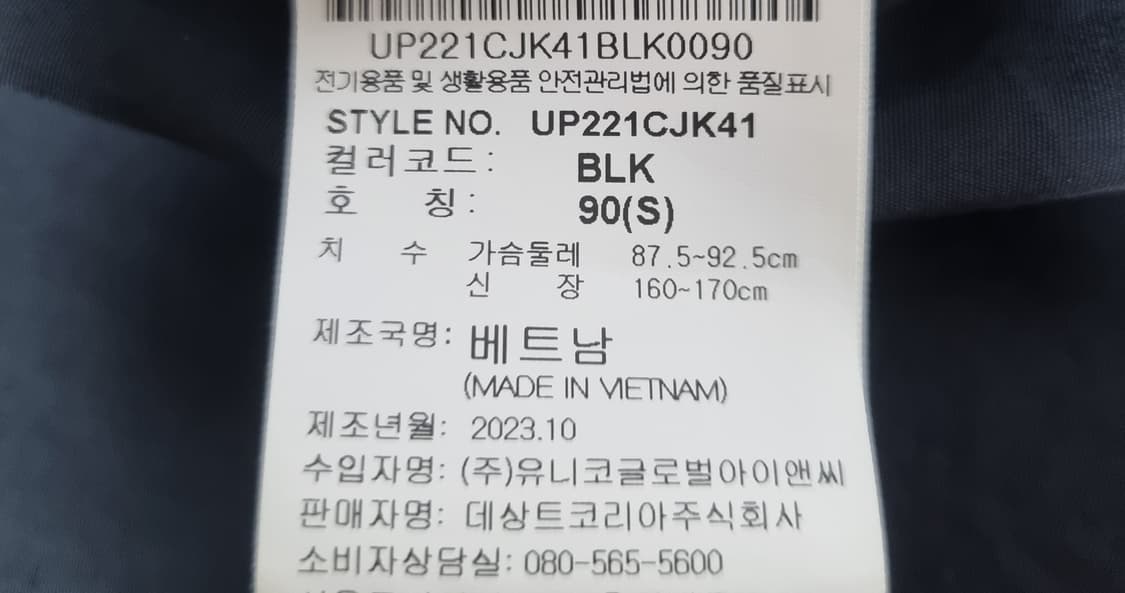 UP221CJK41BLK0090
전기용품 및 생활용품 안전관리법에 의한 품질표시
STYLE NO. UP221CJK41
컬러코드: BLK
호 칭: 90(S)
치 수 가슴둘레 87.5~92.5cm
신 장 160~170cm
제조국명: 베트남
(MADE IN VIETNAM)
제조년월: 2023.10
수입자명: (주)유니코글로벌아이앤씨
판매자명: 데상트코리아주식회사
소비자상담실: 080-565-5600